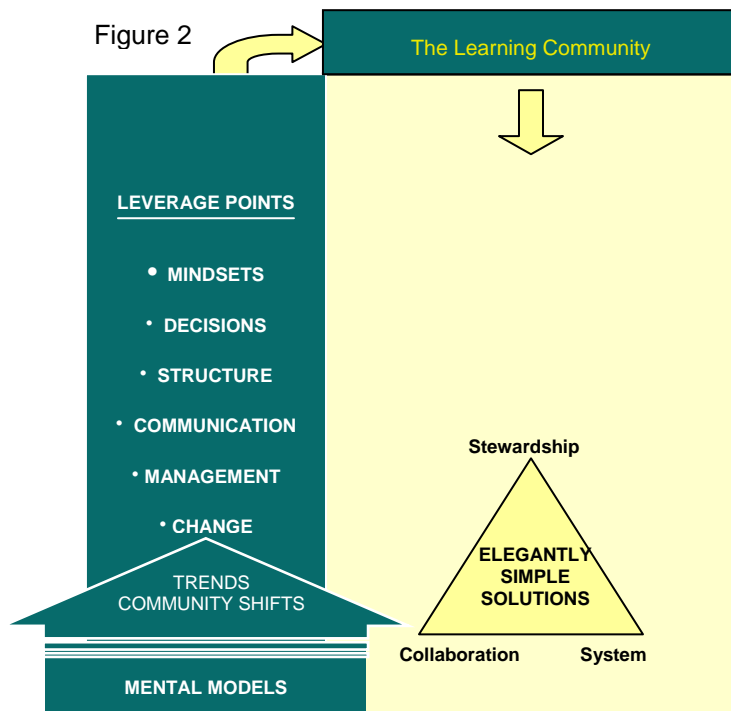 Figure 2
The Learning Community
LEVERAGE POINTS
• MINDSETS
• DECISIONS
• STRUCTURE
• COMMUNICATION
• MANAGEMENT
• CHANGE
TRENDS
COMMUNITY SHIFTS
MENTAL MODELS
Stewardship
ELEGANTLY
SIMPLE
SOLUTIONS
Collaboration
System